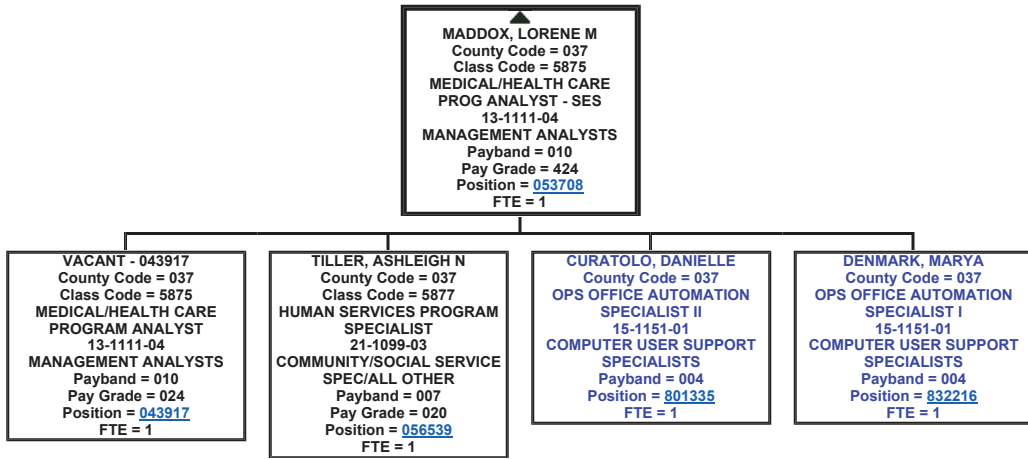 MADDOX, LORENE M
County Code = 037
Class Code = 5875
MEDICAL/HEALTH CARE
PROG ANALYST - SES
13-1111-04
MANAGEMENT ANALYSTS
Payband = 010
Pay Grade = 424
Position = 053708
FTE = 1
VACANT - 043917
County Code = 037
Class Code = 5875
MEDICAL/HEALTH CARE
PROGRAM ANALYST
13-1111-04
MANAGEMENT ANALYSTS
Payband = 010
Pay Grade = 024
Position = 043917
FTE = 1
TILLER, ASHLEIGH N
County Code = 037
Class Code = 5877
HUMAN SERVICES PROGRAM
SPECIALIST
21-1099-03
COMMUNITY/SOCIAL SERVICE
SPEC/ALL OTHER
Payband = 007
Pay Grade = 020
Position = 056539
FTE = 1
CURATOLO, DANIELLE
County Code = 037
OPS OFFICE AUTOMATION
SPECIALIST II
15-1151-01
COMPUTER USER SUPPORT
SPECIALISTS
Payband = 004
Position = 801335
FTE = 1
DENMARK, MARYA
County Code = 037
OPS OFFICE AUTOMATION
SPECIALIST I
15-1151-01
COMPUTER USER SUPPORT
SPECIALISTS
Payband = 004
Position = 832216
FTE = 1